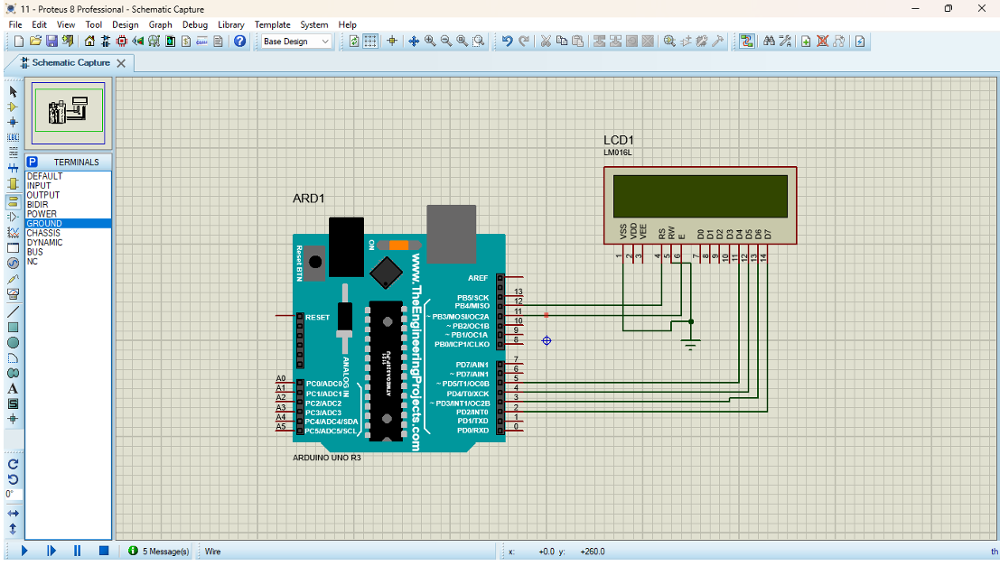 11 - Proteus 8 Professional - Schematic Capture
File Edit View Tool Design Graph Debug Library Template System Help
Base Design
Schematic Capture
P TERMINALS
DEFAULT
INPUT
OUTPUT
BIDIR
POWER
GROUND
CHASSIS
DYNAMIC
BUS
NC
0°
LCD1
LM016L
VSS VDD VEE RS RW E D0 D1 D2 D3 D4 D5 D6 D7
1 2 3 4 5 6 7 8 9 10 11 12 13 14
ARD1
ON
Reset BTN
www.TheEngineeringProjects.com
ANALOG IN
RESET
A0 PC0/ADC0
A1 PC1/ADC1
A2 PC2/ADC2
A3 PC3/ADC3
A4 PC4/ADC4/SDA
A5 PC5/ADC5/SCL
AREF
PB5/SCK 13
PB4/MISO 12
~ PB3/MOSI/OC2A 11
~ PB2/OC1B 10
~ PB1/OC1A 9
PB0/ICP1/CLKO 8
PD7/AIN1 7
~ PD7/AIN1 6
~ PD5/T1/OC0B 5
PD4/T0/XCK 4
~ PD3/INT1/OC2B 3
PD2/INT0 2
PD1/TXD 1
PD0/RXD 0
ARDUINO UNO R3
5 Message(s) Wire x: +0.0 y: +260.0 th